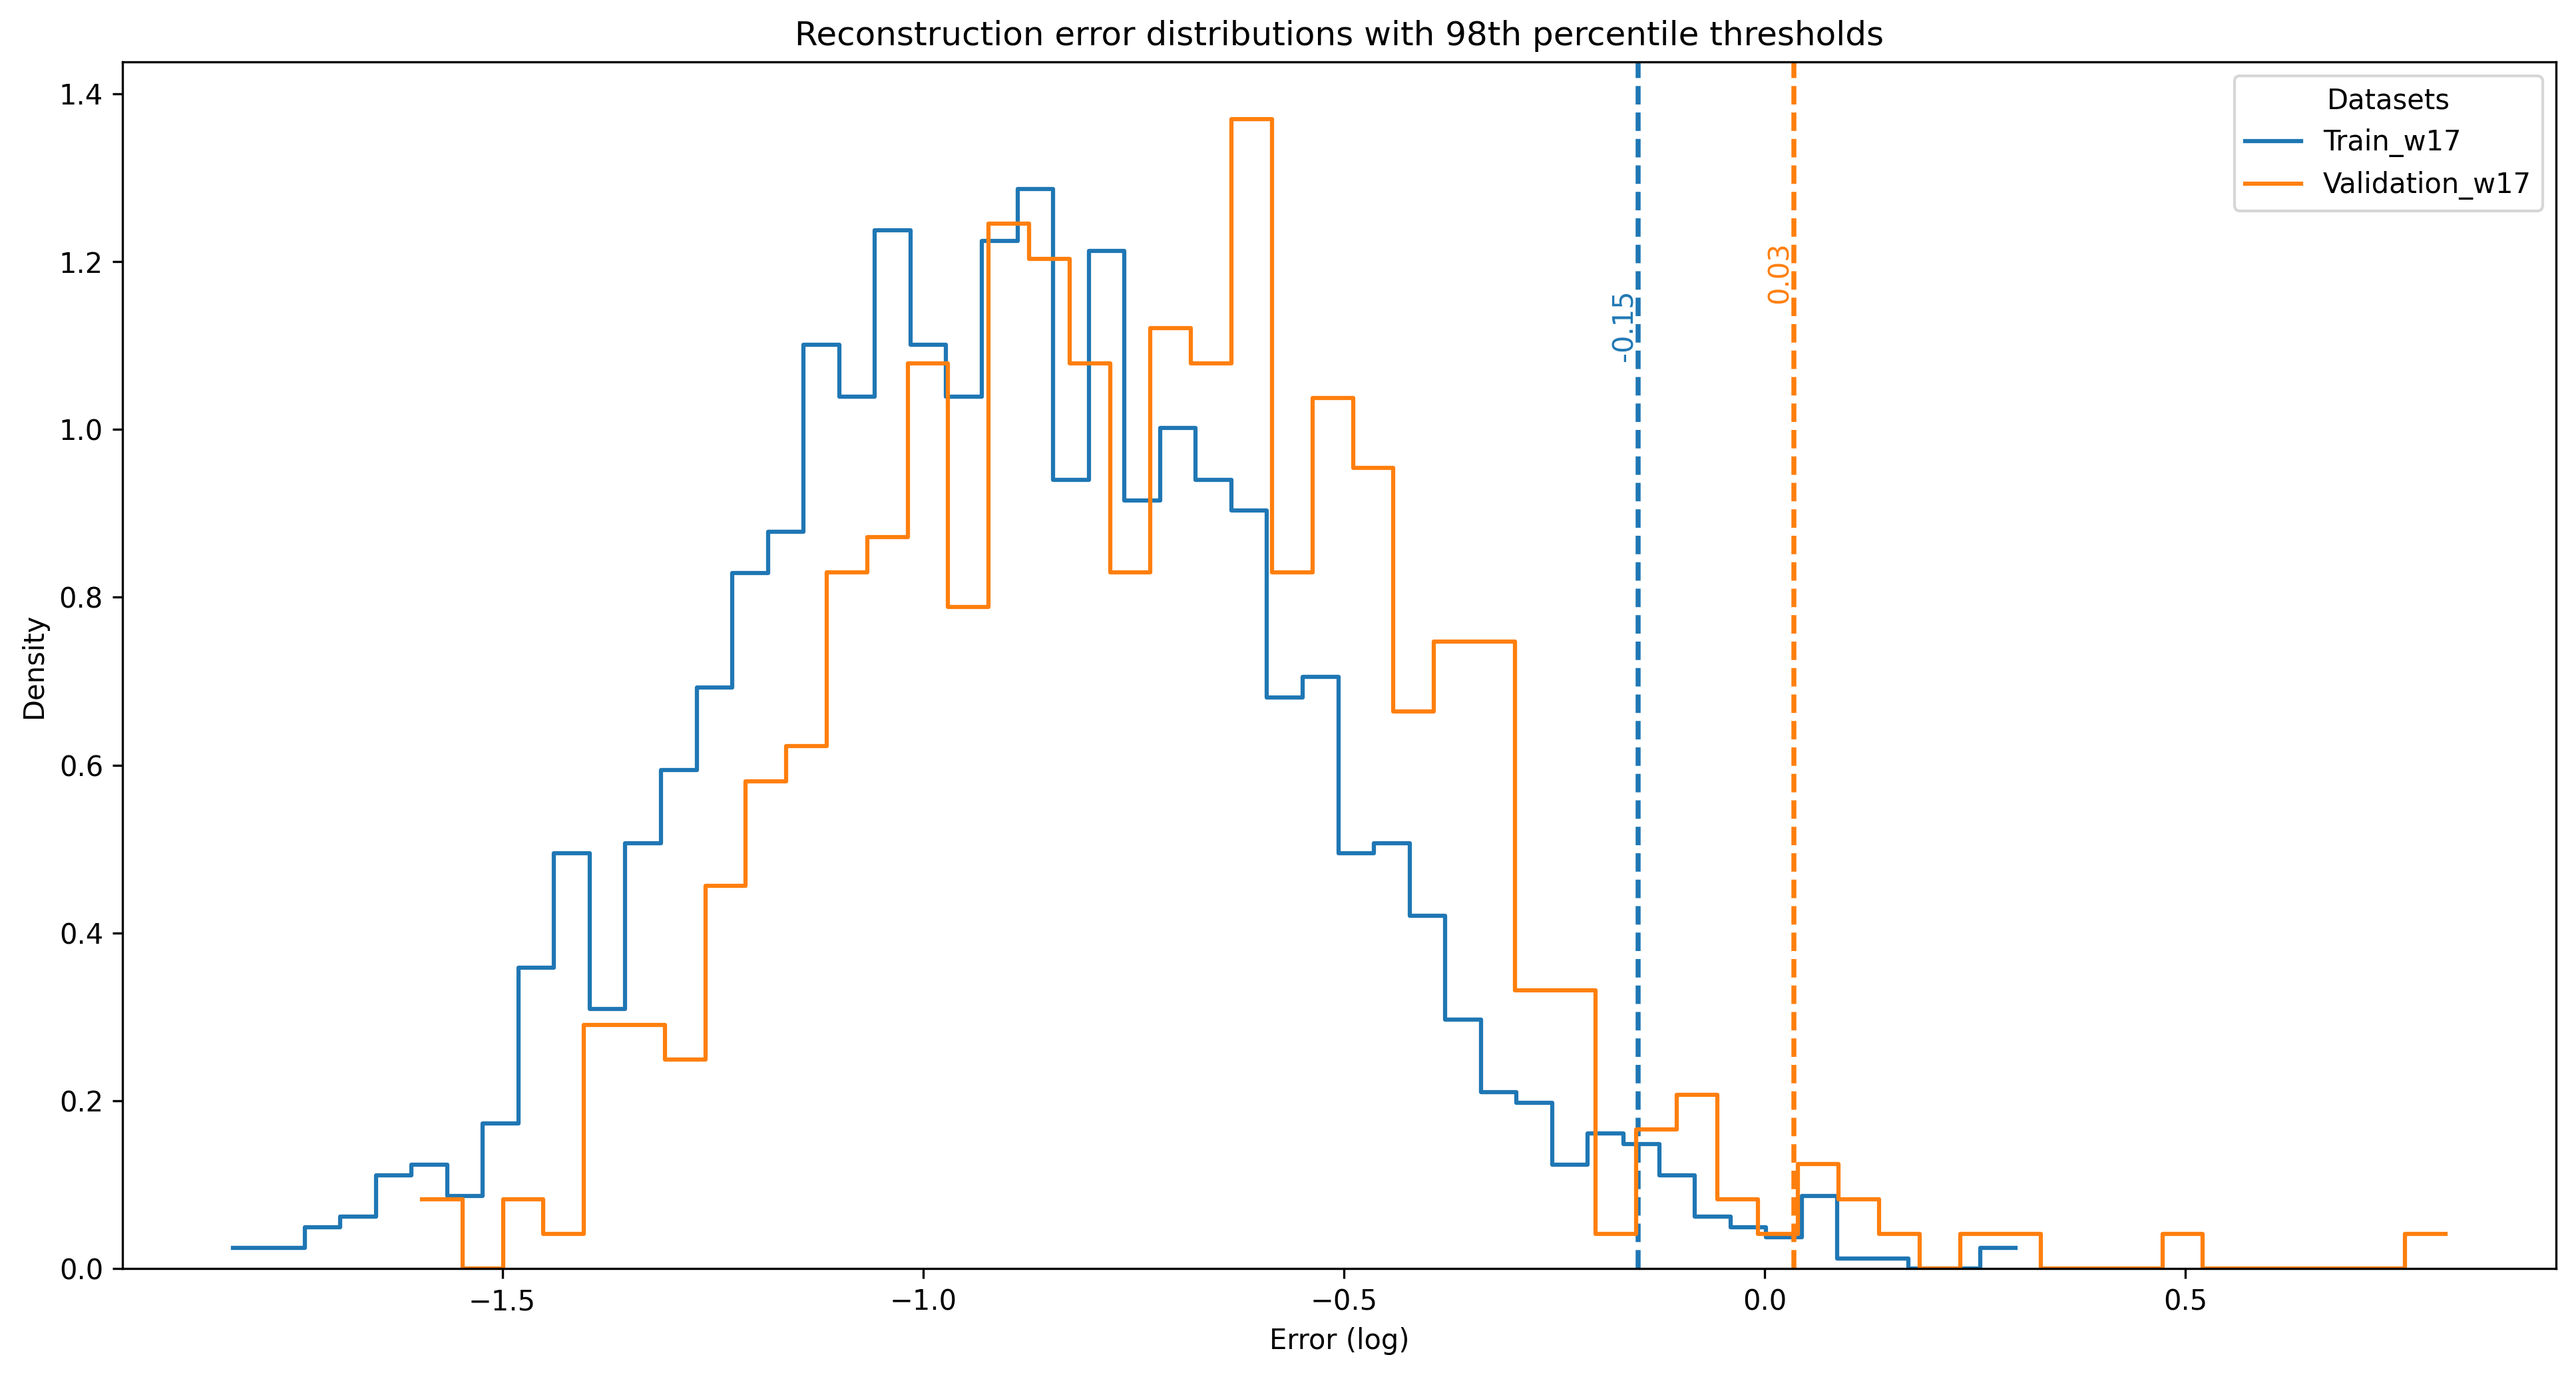 Reconstruction error distributions with 98th percentile thresholds
1.4
1.2
1.0
0.8
0.6
0.4
0.2
0.0
Density
Datasets
Train_w17
Validation_w17
-0.15
0.03
−1.5
−1.0
−0.5
0.0
0.5
Error (log)